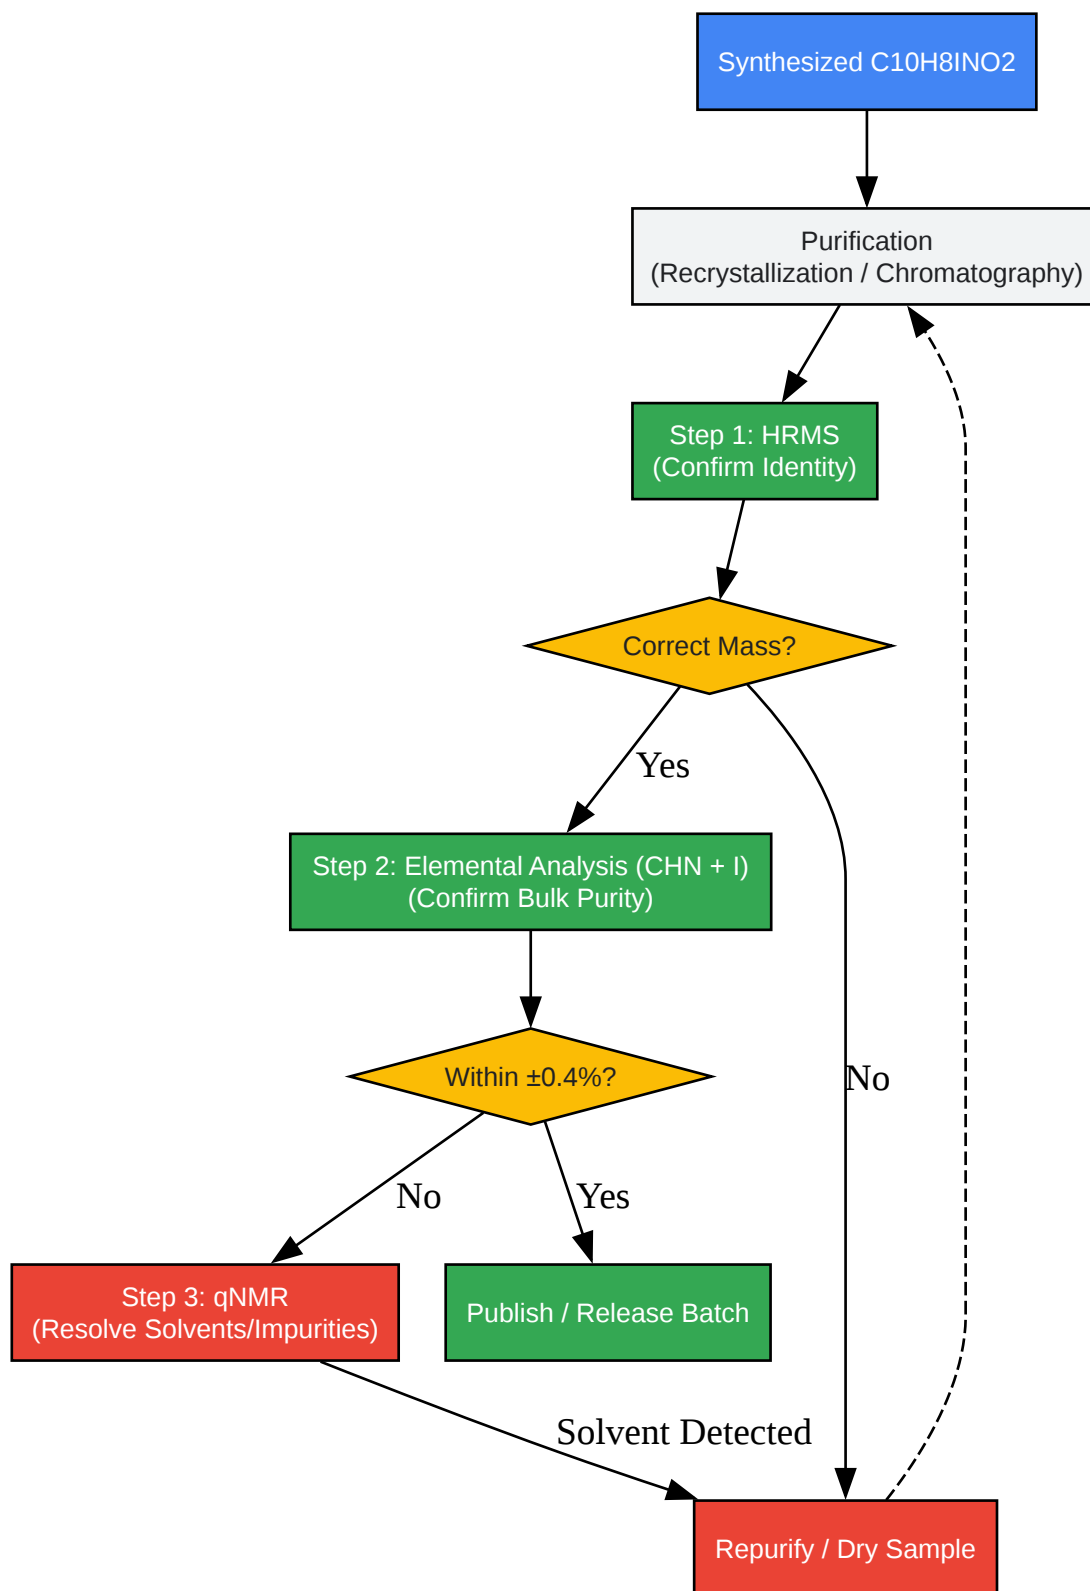 Synthesized C10H8INO2
Purification
(Recrystallization / Chromatography)
Step 1: HRMS
(Confirm Identity)
Correct Mass?
Yes
Step 2: Elemental Analysis (CHN + I)
(Confirm Bulk Purity)
Within ±0.4%?
No
No
Yes
Step 3: qNMR
(Resolve Solvents/Impurities)
Publish / Release Batch
Solvent Detected
Repurify / Dry Sample